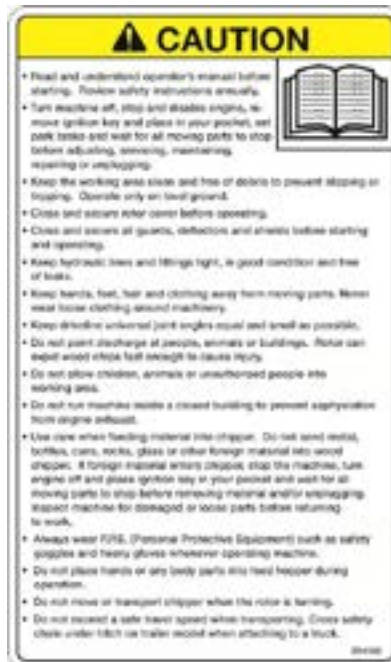 CAUTION
• Read and understand operator's manual before
starting. Review safety instructions annually.
• Turn machine off, stop and disable engine, re-
move ignition key and place in your pocket, set
park brake and wait for all moving parts to stop
before adjusting, servicing, maintaining,
repairing or unplugging.
• Keep the working area clean and free of debris to prevent slipping or
tripping. Operate only on level ground.
• Close and secure rotor cover before operating.
• Close and secure all guards, deflectors and shields before starting
and operating.
• Keep hydraulic lines and fittings tight, in good condition and free
of leaks.
• Keep hands, feet, hair and clothing away from moving parts. Never
wear loose clothing around machinery.
• Keep driveline universal joint angles equal and small as possible.
• Do not point discharge at people, animals or buildings. Rotor can
expel wood chips fast enough to cause injury.
• Do not allow children, animals or unauthorized people into
working area.
• Do not run machine inside a closed building to prevent asphyxiation
from engine exhaust.
• Use care when feeding material into chipper. Do not send metal,
bottles, cans, rocks, glass or other foreign material into wood
chipper. If foreign material enters chipper, stop the machine, turn
engine off and place ignition key in your pocket and wait for all
moving parts to stop before removing material and/or unplugging.
Inspect machine for damaged or loose parts before returning
to work.
• Always wear P.P.E. (Personal Protective Equipment) such as safety
goggles and heavy gloves whenever operating machine.
• Do not place hands or any body parts into feed hopper during
operation.
• Do not move or transport chipper when the rotor is turning.
• Do not exceed a safe travel speed when transporting. Cross safety
chain under hitch on trailer model when attaching to a truck.